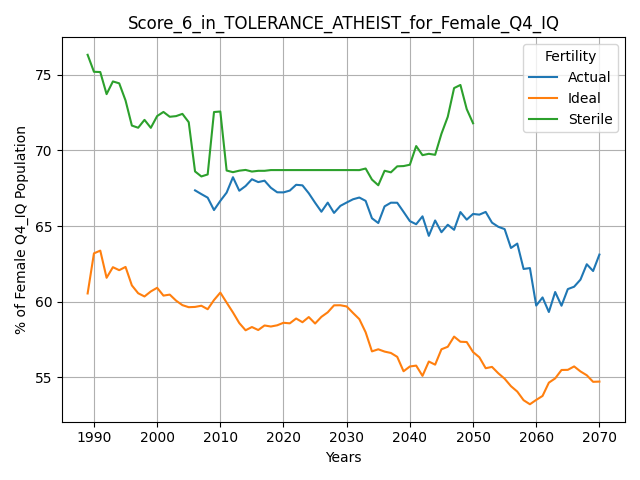 Score_6_in_TOLERANCE_ATHEIST_for_Female_Q4_IQ
Fertility
Actual
Ideal
Sterile
% of Female Q4_IQ Population
75
70
65
60
55
1990 2000 2010 2020 2030 2040 2050 2060 2070
Years